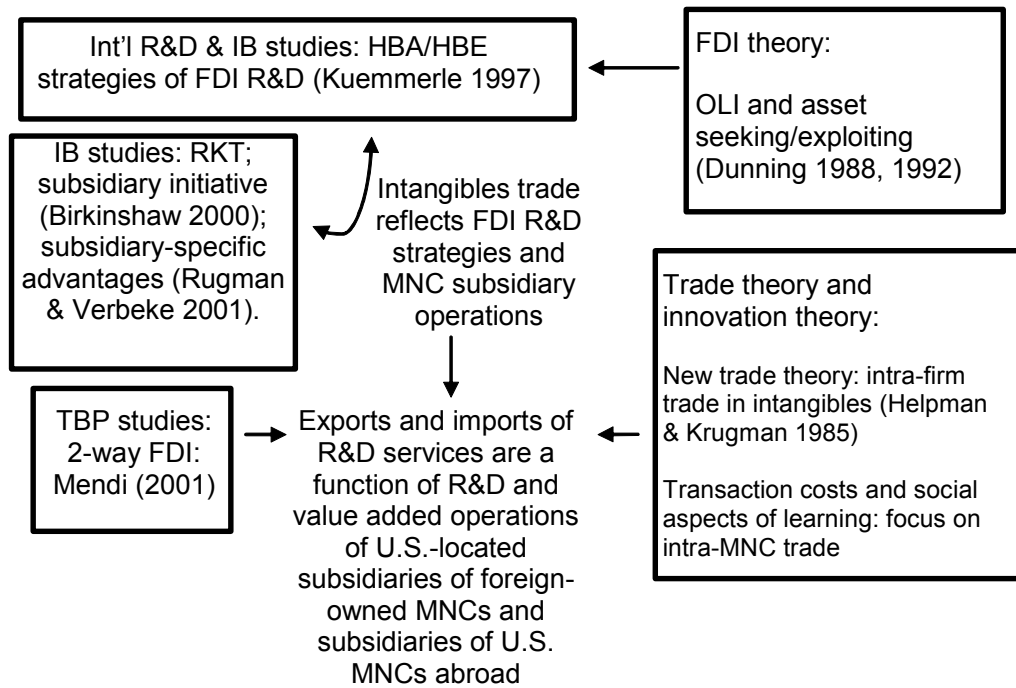 Int'l R&D & IB studies: HBA/HBE
strategies of FDI R&D (Kuemmerle 1997)
FDI theory:
OLI and asset
seeking/exploiting
(Dunning 1988, 1992)
IB studies: RKT;
subsidiary initiative
(Birkinshaw 2000);
subsidiary-specific
advantages (Rugman
& Verbeke 2001).
Intangibles trade
reflects FDI R&D
strategies and
MNC subsidiary
operations
Trade theory and
innovation theory:
New trade theory: intra-firm
trade in intangibles (Helpman
& Krugman 1985)
Transaction costs and social
aspects of learning: focus on
intra-MNC trade
TBP studies:
2-way FDI:
Mendi (2001)
Exports and imports of
R&D services are a
function of R&D and
value added operations
of U.S.-located
subsidiaries of foreign-
owned MNCs and
subsidiaries of U.S.
MNCs abroad